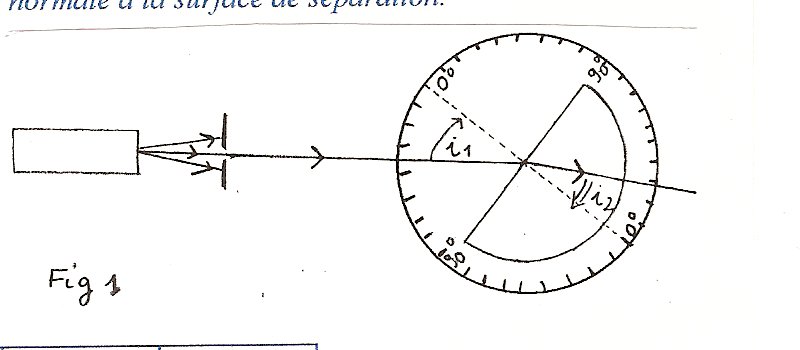 normale à la surface de séparation.
0° 90°
i1
i2
0°
90°
Fig 1